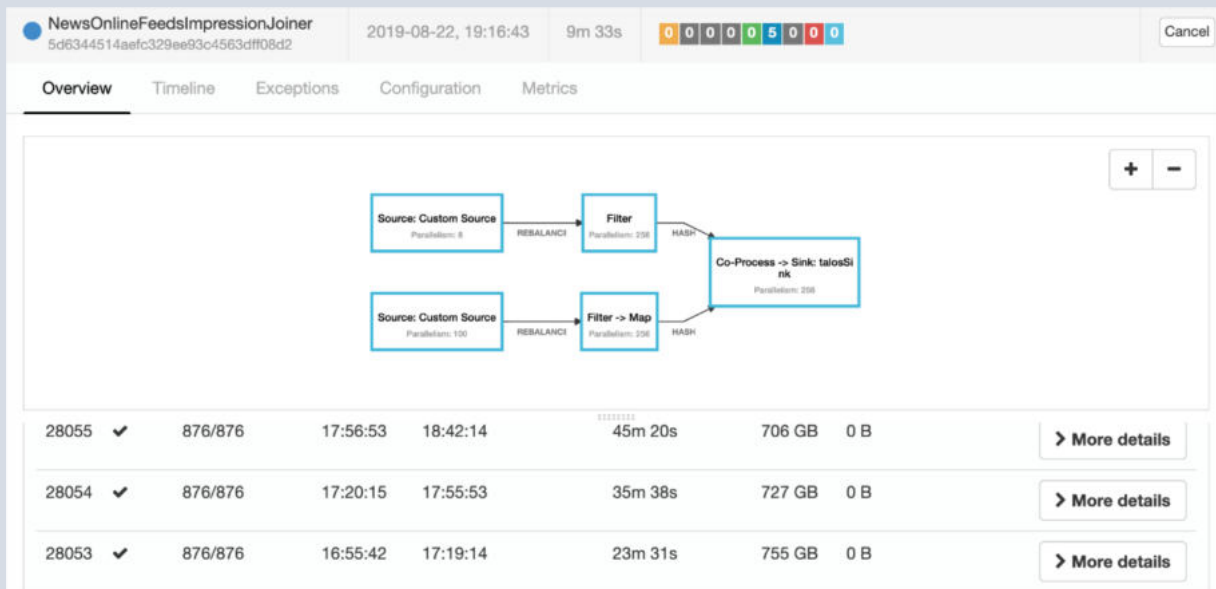 NewsOnlineFeedsImpressionJoiner
5d6344514aefc329ee93c4563dff08d2
2019-08-22, 19:16:43
9m 33s
0 0 0 0 0 5 0 0 0
Cancel
Overview Timeline Exceptions Configuration Metrics
+ −
Source: Custom Source
Parallelism: 8
REBALANCI
Filter
Parallelism: 256
HASH
Co-Process -> Sink: talosSi
nk
Parallelism: 256
Source: Custom Source
Parallelism: 100
REBALANCI
Filter -> Map
Parallelism: 256
HASH
28055 ✔ 876/876 17:56:53 18:42:14 45m 20s 706 GB 0 B More details
28054 ✔ 876/876 17:20:15 17:55:53 35m 38s 727 GB 0 B More details
28053 ✔ 876/876 16:55:42 17:19:14 23m 31s 755 GB 0 B More details